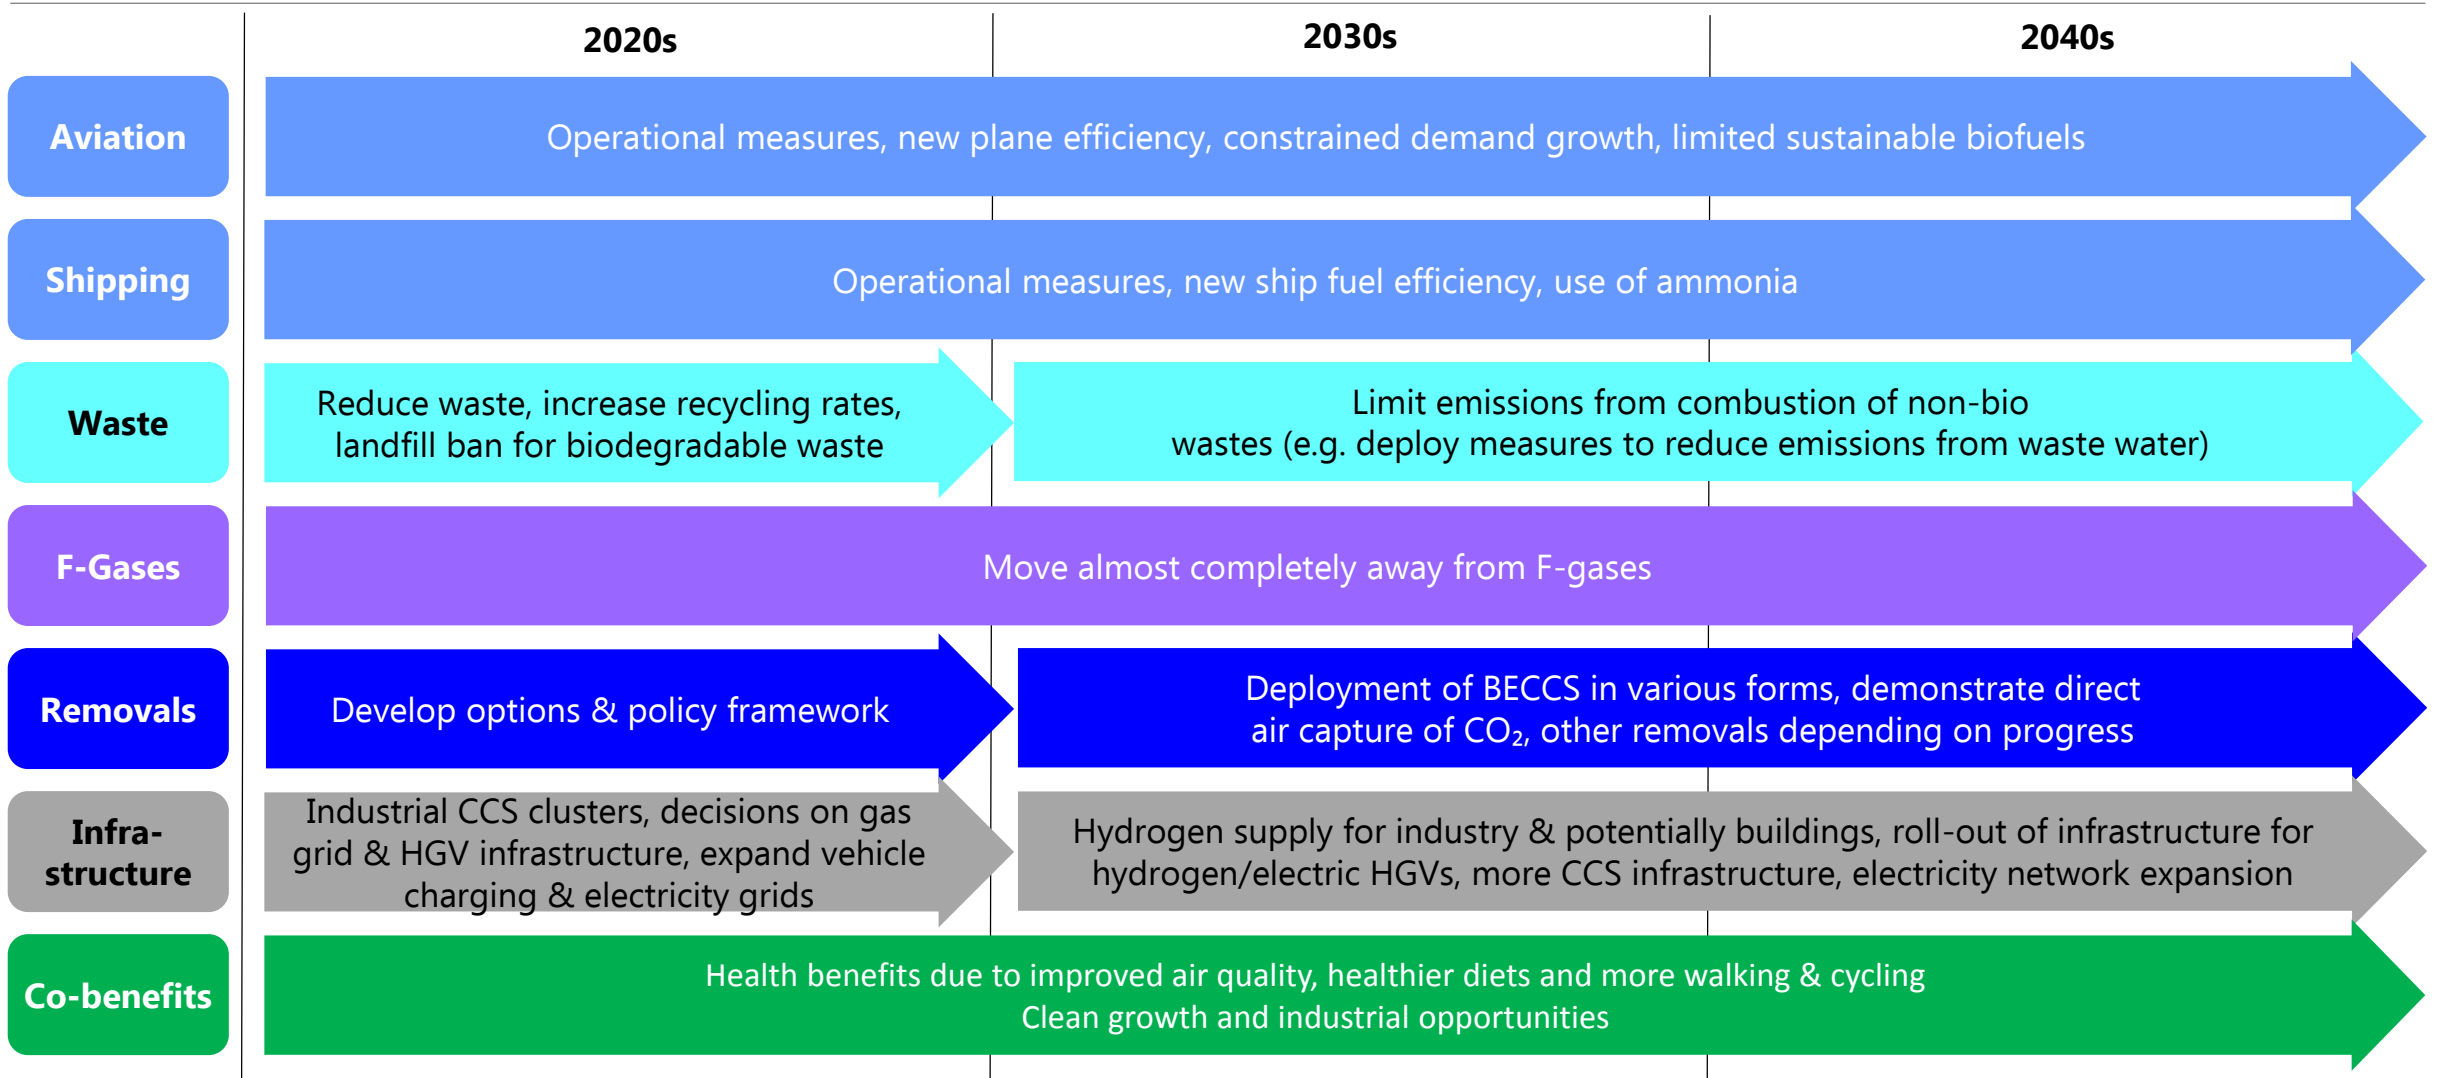 2020s
2030s
2040s
Aviation
Operational measures, new plane efficiency, constrained demand growth, limited sustainable biofuels
Shipping
Operational measures, new ship fuel efficiency, use of ammonia
Waste
Reduce waste, increase recycling rates,
landfill ban for biodegradable waste
Limit emissions from combustion of non-bio
wastes (e.g. deploy measures to reduce emissions from waste water)
F-Gases
Move almost completely away from F-gases
Removals
Develop options & policy framework
Deployment of BECCS in various forms, demonstrate direct
air capture of CO₂, other removals depending on progress
Infra-
structure
Industrial CCS clusters, decisions on gas
grid & HGV infrastructure, expand vehicle
charging & electricity grids
Hydrogen supply for industry & potentially buildings, roll-out of infrastructure for
hydrogen/electric HGVs, more CCS infrastructure, electricity network expansion
Co-benefits
Health benefits due to improved air quality, healthier diets and more walking & cycling
Clean growth and industrial opportunities